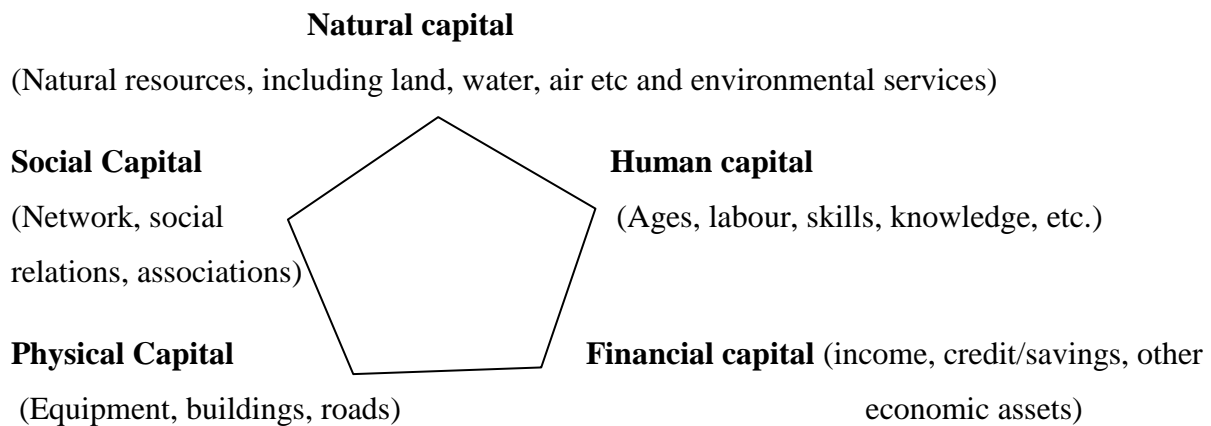 Natural capital
(Natural resources, including land, water, air etc and environmental services)
Social Capital
(Network, social
relations, associations)
Human capital
(Ages, labour, skills, knowledge, etc.)
Physical Capital
(Equipment, buildings, roads)
Financial capital (income, credit/savings, other
economic assets)